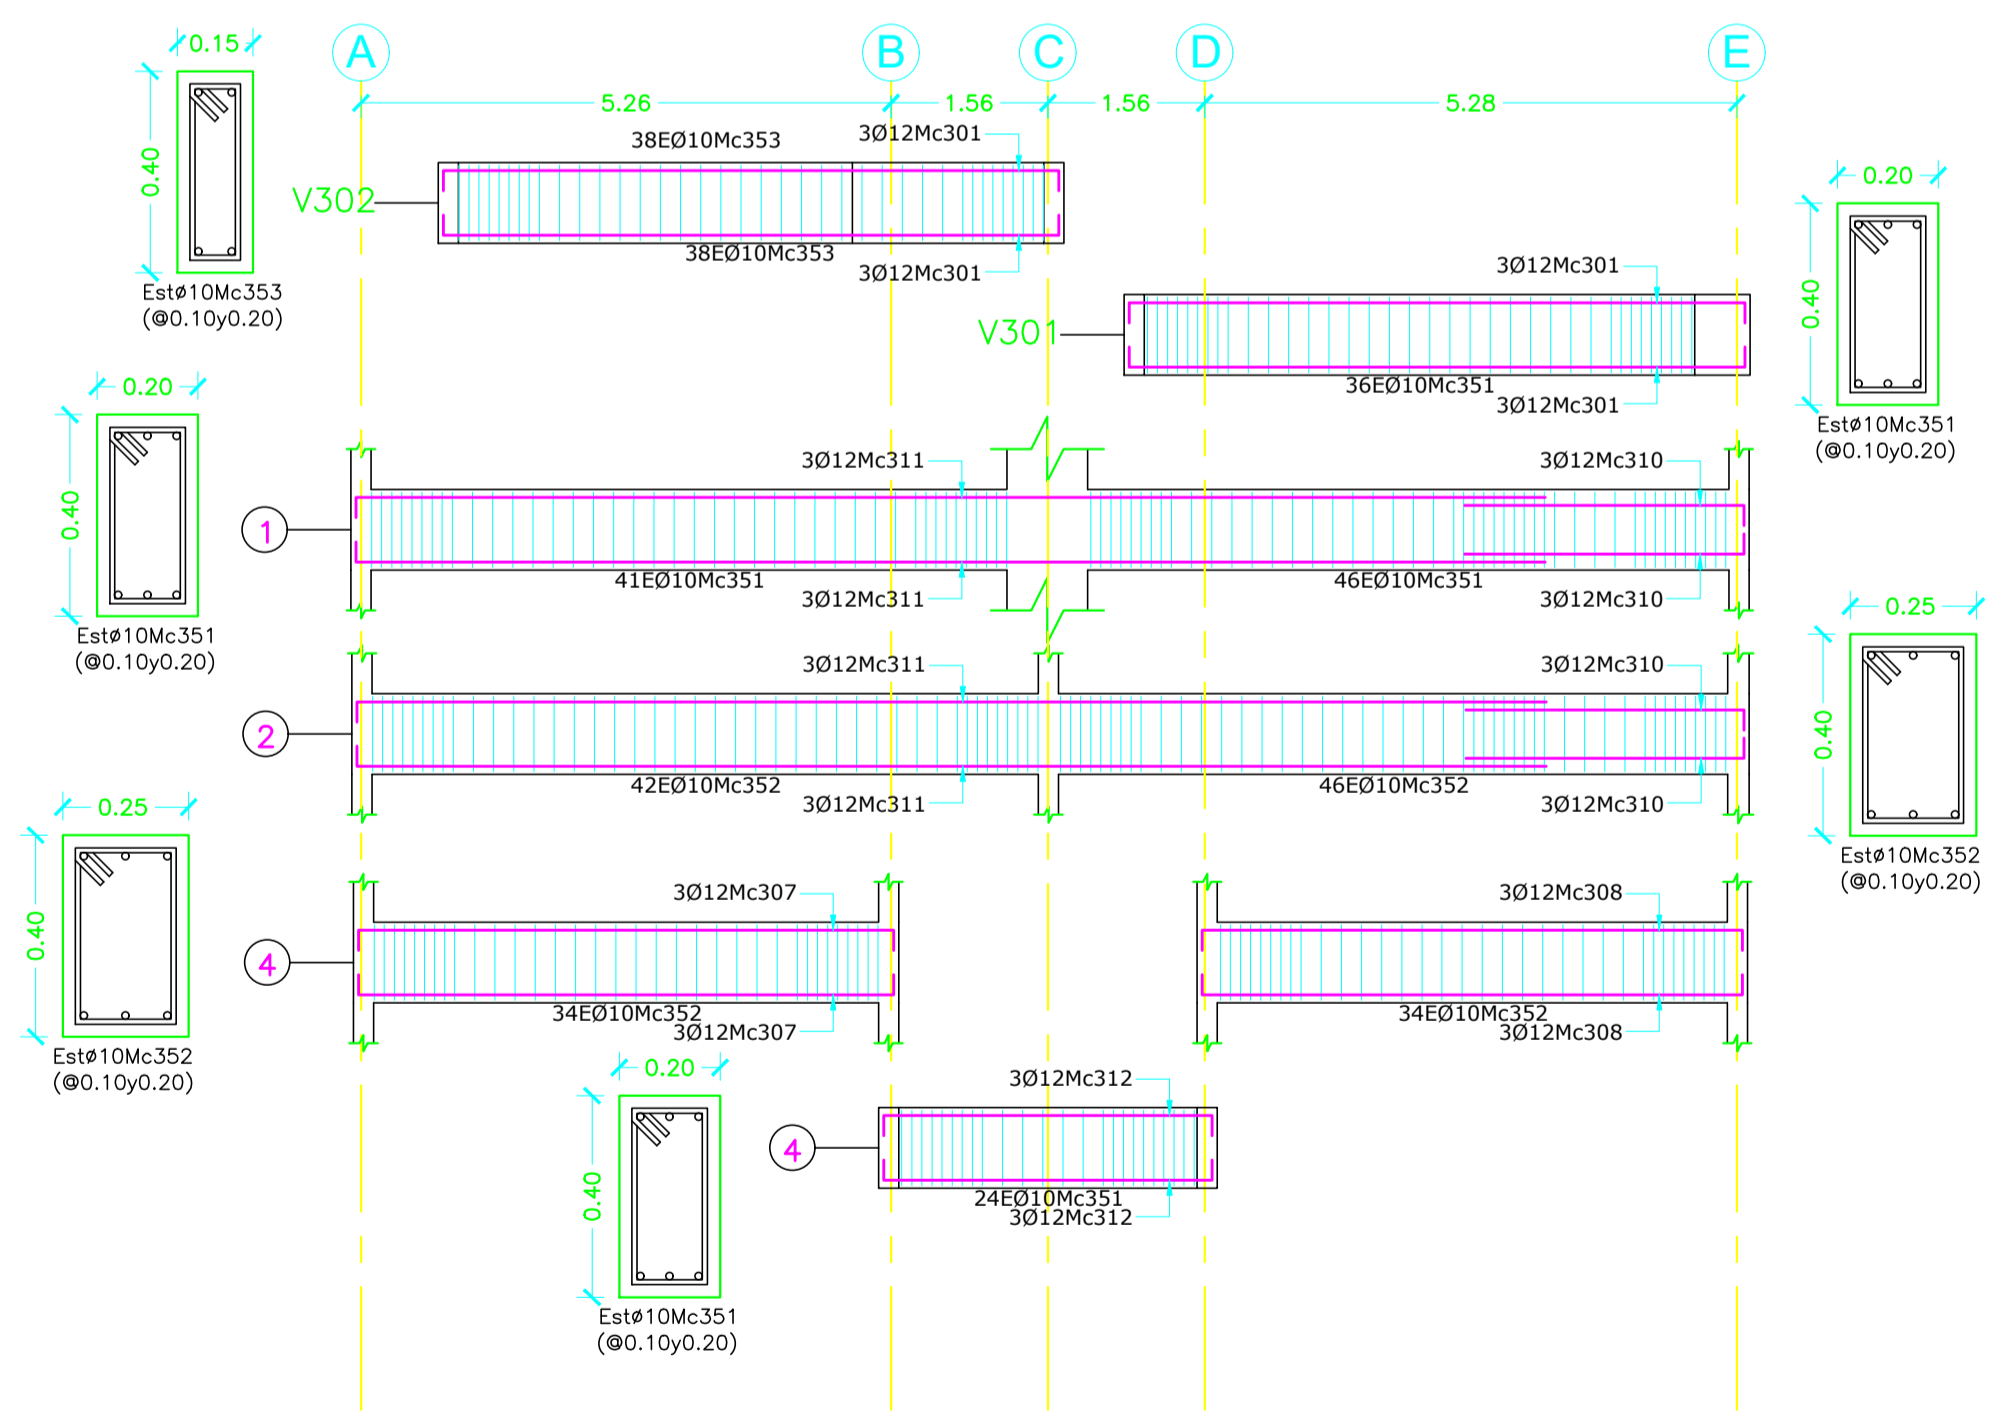 A
B
C
D
E
5.26
1.56
1.56
5.28
0.15
0.40
Estø10Mc353
(@0.10y0.20)
38EØ10Mc353
3Ø12Mc301
V302
38EØ10Mc353
3Ø12Mc301
0.20
0.40
Estø10Mc351
(@0.10y0.20)
3Ø12Mc301
V301
36EØ10Mc351
3Ø12Mc301
0.20
0.40
Estø10Mc351
(@0.10y0.20)
3Ø12Mc311
3Ø12Mc310
1
41EØ10Mc351
46EØ10Mc351
3Ø12Mc311
3Ø12Mc310
0.25
0.40
Estø10Mc352
(@0.10y0.20)
3Ø12Mc311
3Ø12Mc310
2
42EØ10Mc352
46EØ10Mc352
3Ø12Mc311
3Ø12Mc310
0.25
0.40
Estø10Mc352
(@0.10y0.20)
3Ø12Mc307
3Ø12Mc308
4
34EØ10Mc352
34EØ10Mc352
3Ø12Mc307
3Ø12Mc308
0.20
0.40
Estø10Mc351
(@0.10y0.20)
3Ø12Mc312
4
24EØ10Mc351
3Ø12Mc312